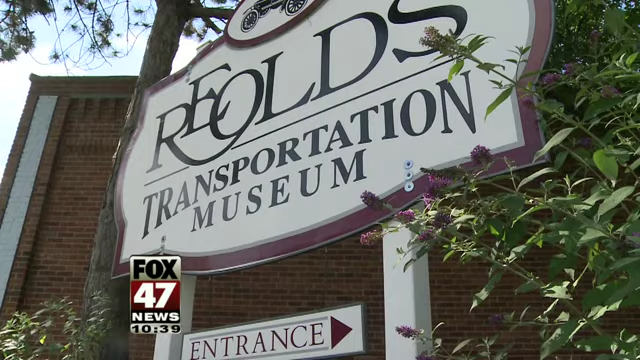 REOLDS
TRANSPORTATION
MUSEUM
FOX
47
NEWS
10:39
ENTRANCE